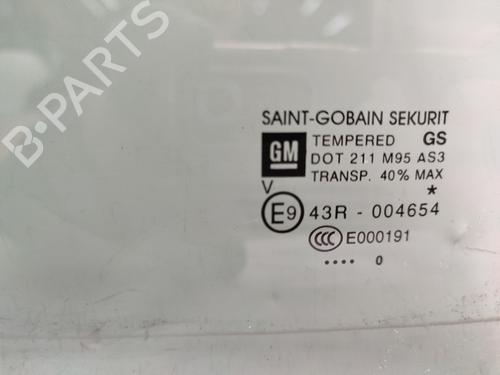 B-PARTS
SAINT-GOBAIN SEKURIT
GM TEMPERED GS
DOT 211 M95 AS3
TRANSP. 40% MAX
V *
E9 43R - 004654
CCC E000191
.... 0
B-PARTS